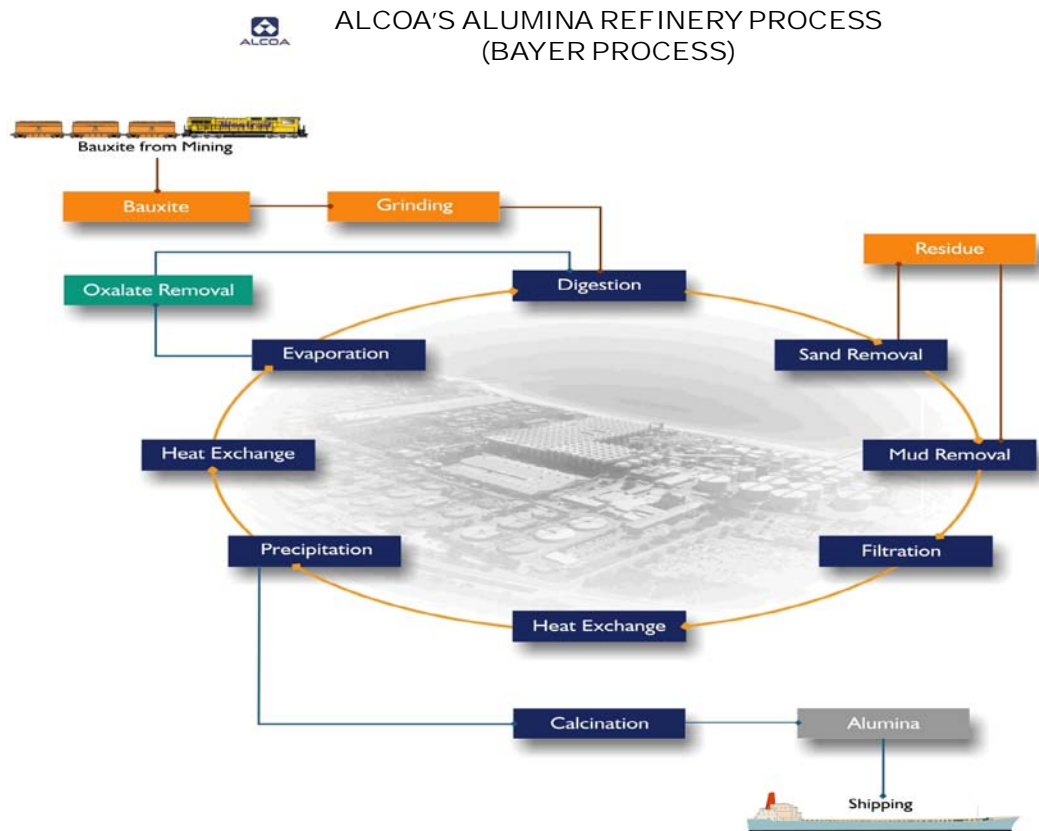 ALCOA'S ALUMINA REFINERY PROCESS
(BAYER PROCESS)
ALCOA
Bauxite from Mining
Bauxite
Grinding
Residue
Oxalate Removal
Digestion
Evaporation
Sand Removal
Heat Exchange
Mud Removal
Precipitation
Filtration
Heat Exchange
Calcination
Alumina
Shipping